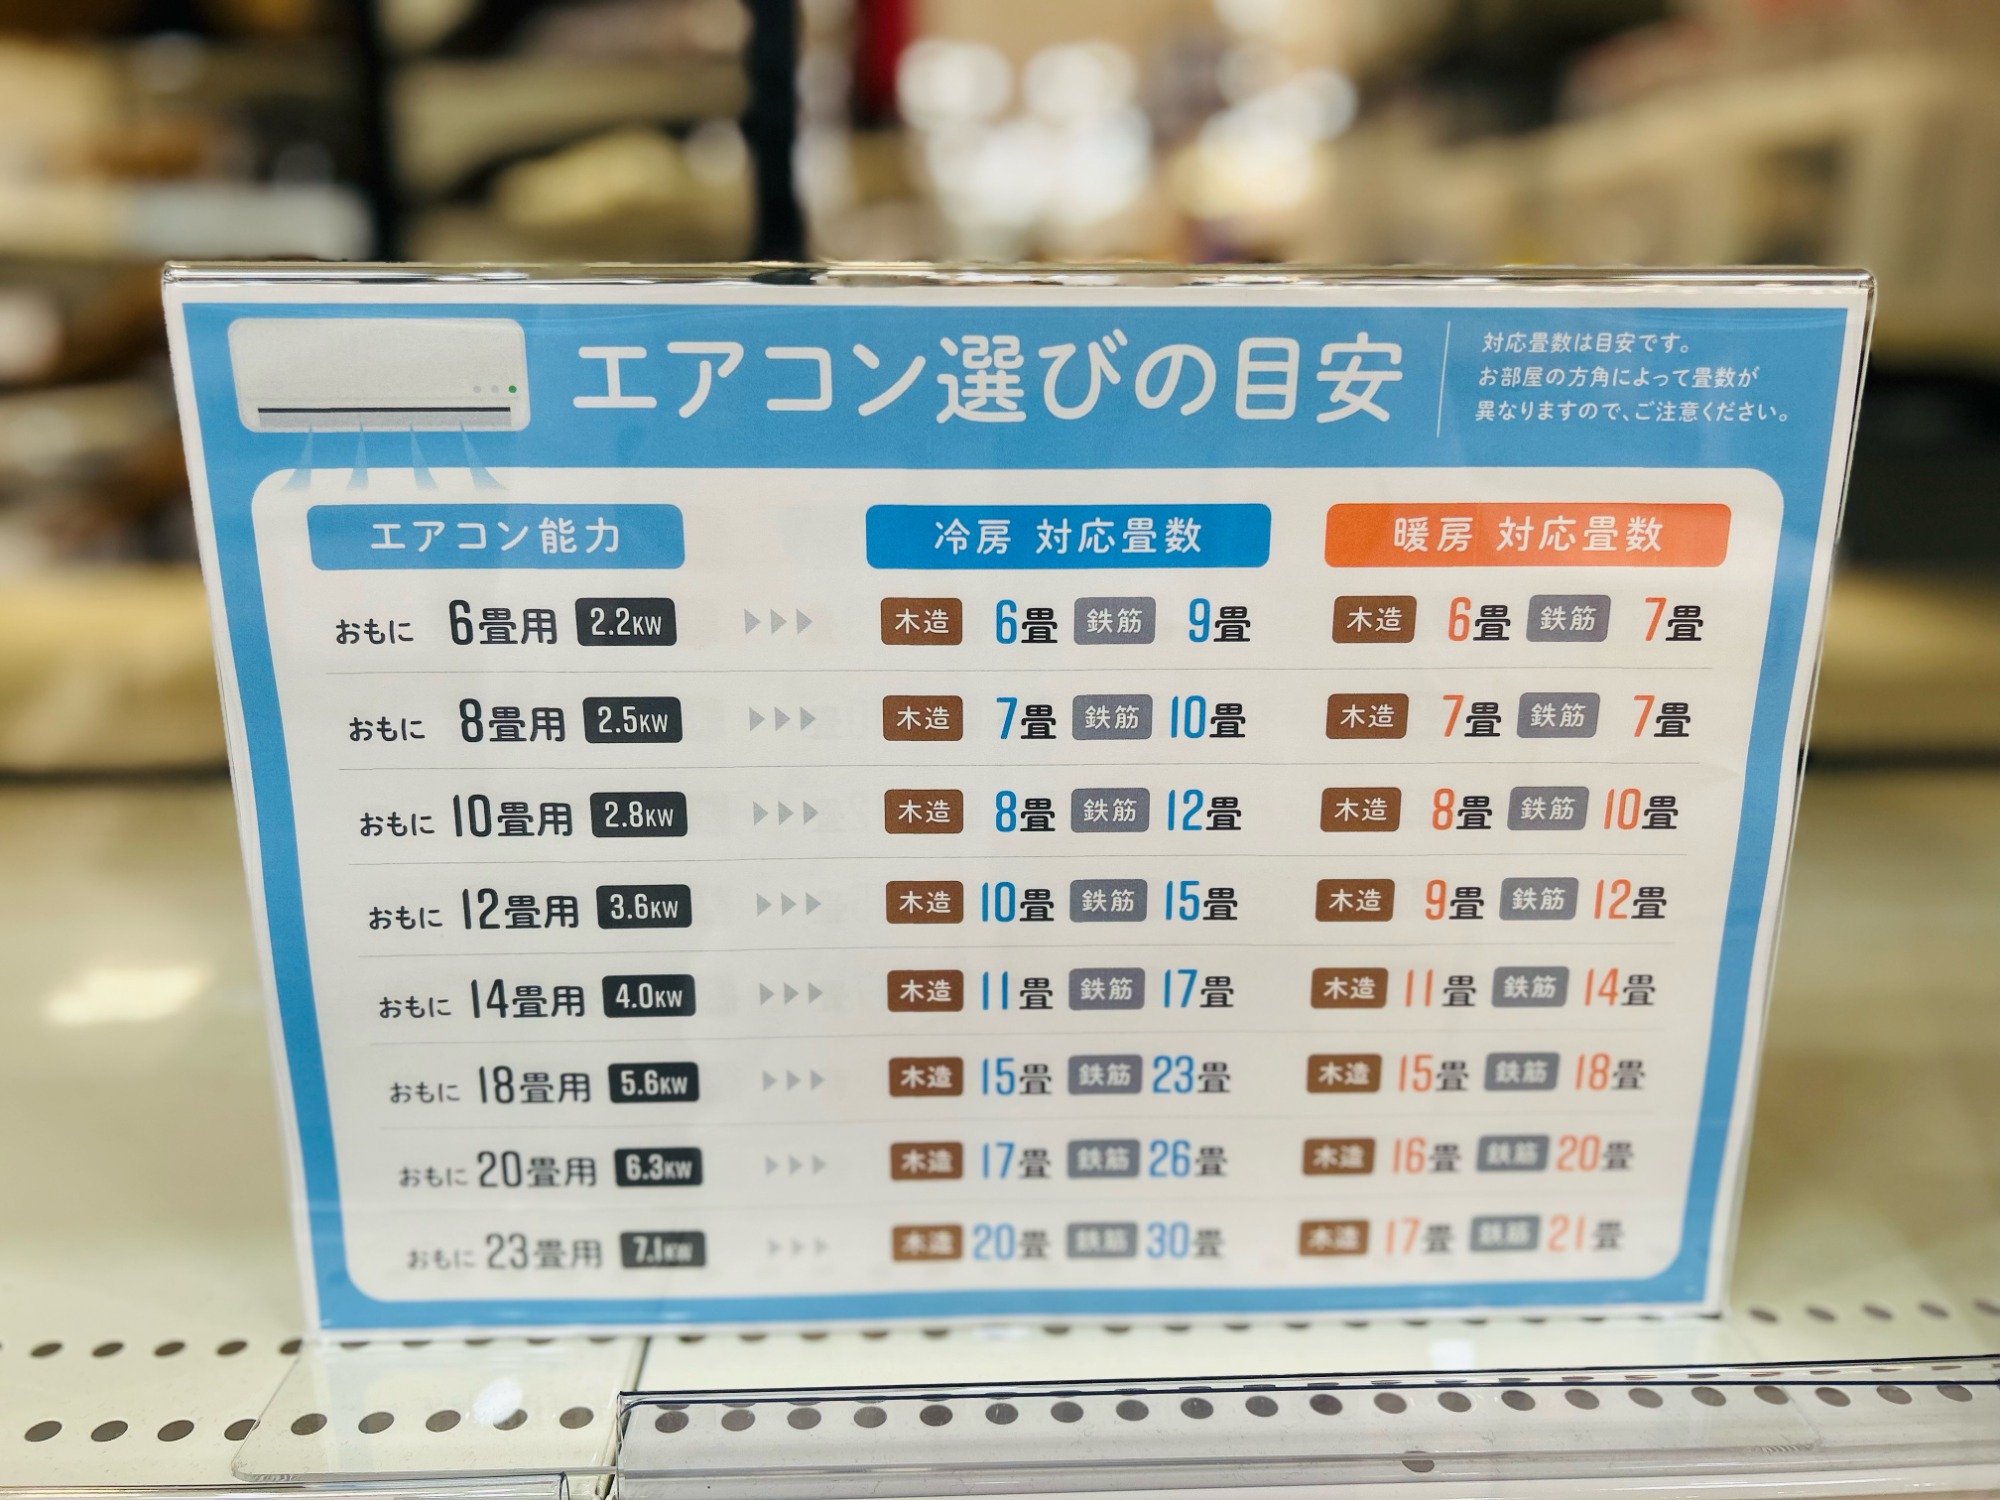 エアコン選びの目安
対応畳数は目安です。
お部屋の方角によって畳数が
異なりますので、ご注意ください。
エアコン能力 冷房 対応畳数 暖房 対応畳数
おもに 6畳用 2.2KW 木造 6畳 鉄筋 9畳 木造 6畳 鉄筋 7畳
おもに 8畳用 2.5KW 木造 7畳 鉄筋 10畳 木造 7畳 鉄筋 7畳
おもに 10畳用 2.8KW 木造 8畳 鉄筋 12畳 木造 8畳 鉄筋 10畳
おもに 12畳用 3.6KW 木造 10畳 鉄筋 15畳 木造 9畳 鉄筋 12畳
おもに 14畳用 4.0KW 木造 11畳 鉄筋 17畳 木造 11畳 鉄筋 14畳
おもに 18畳用 5.6KW 木造 15畳 鉄筋 23畳 木造 15畳 鉄筋 18畳
おもに 20畳用 6.3KW 木造 17畳 鉄筋 26畳 木造 16畳 鉄筋 20畳
おもに 23畳用 7.1KW 木造 20畳 鉄筋 30畳 木造 17畳 鉄筋 21畳